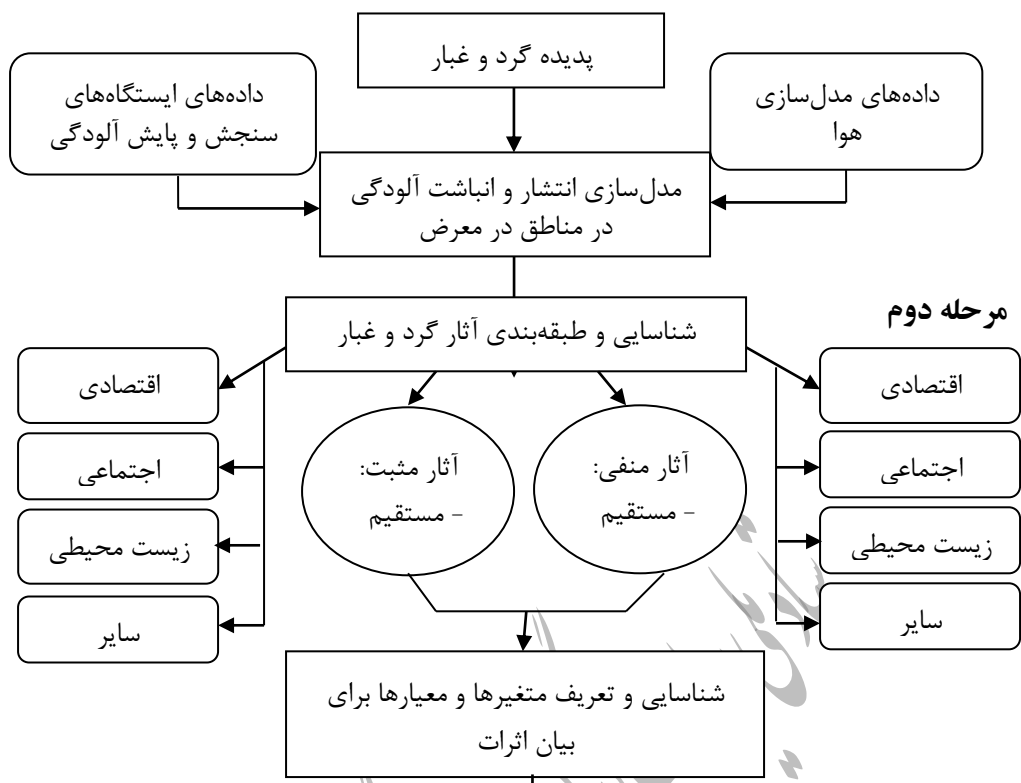 پدیده گرد و غبار
داده‌های مدل‌سازی
هوا
داده‌های ایستگاه‌های
سنجش و پایش آلودگی
مدل‌سازی انتشار و انباشت آلودگی
در مناطق در معرض
مرحله دوم
شناسایی و طبقه‌بندی آثار گرد و غبار
اقتصادی
اجتماعی
زیست محیطی
سایر
آثار منفی:
- مستقیم
آثار مثبت:
- مستقیم
اقتصادی
اجتماعی
زیست محیطی
سایر
شناسایی و تعریف متغیرها و معیارها برای
بیان اثرات